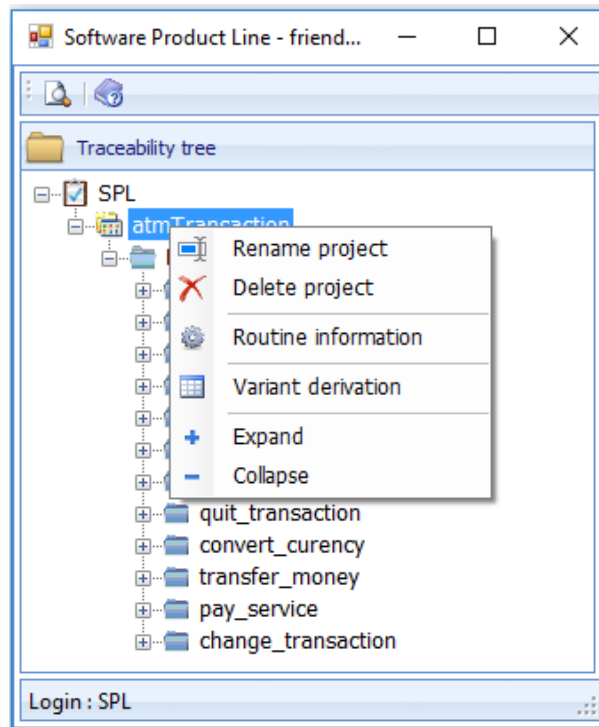 Software Product Line - friend...
Traceability tree
SPL
atmTransaction
Rename project
Delete project
Routine information
Variant derivation
Expand
Collapse
quit_transaction
convert_curency
transfer_money
pay_service
change_transaction
Login : SPL